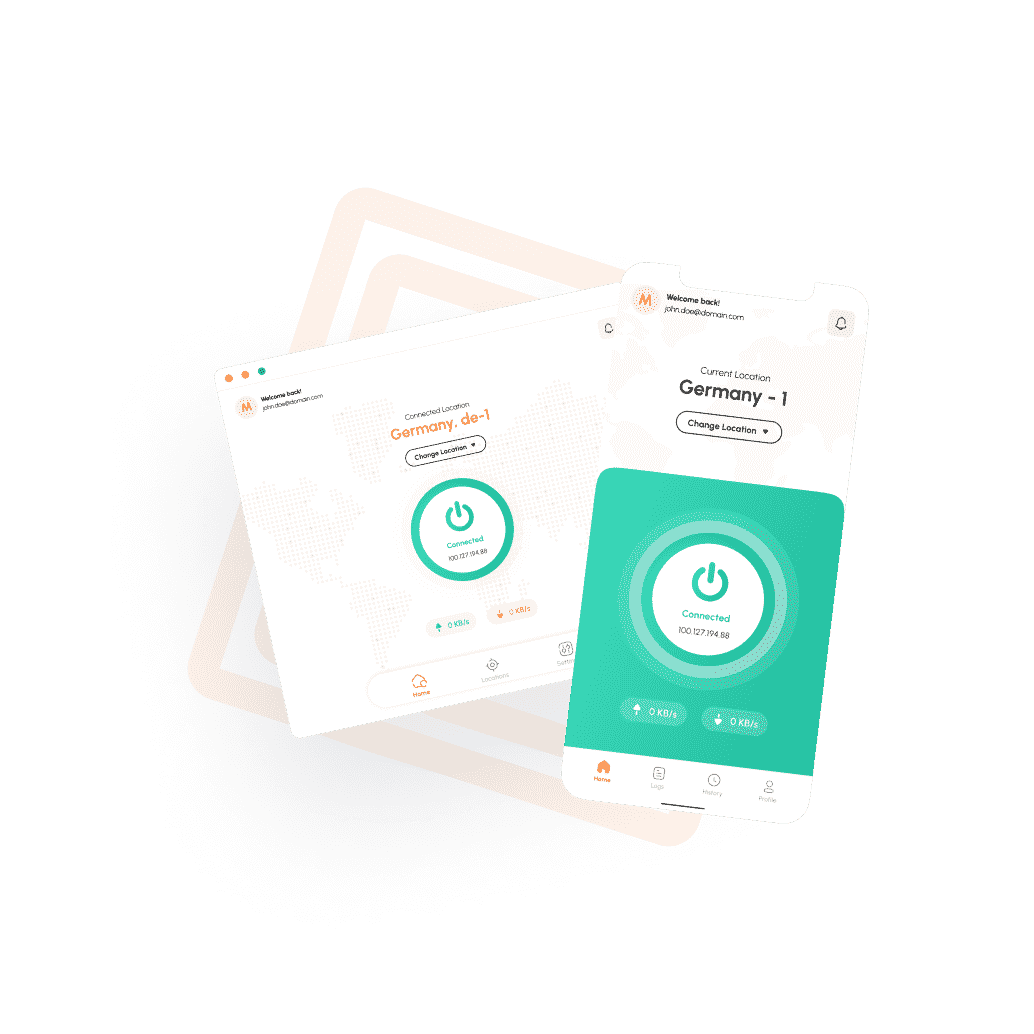 M
Welcome back!
john.doe@domain.com
Connected Location
Germany, de-1
Change Location
Connected
100.127.194.88
0 KB/s
0 KB/s
Home
Locations
M
Welcome back!
john.doe@domain.com
Current Location
Germany - 1
Change Location
Connected
100.127.194.88
0 KB/s
0 KB/s
Home
Logs
History
Profile